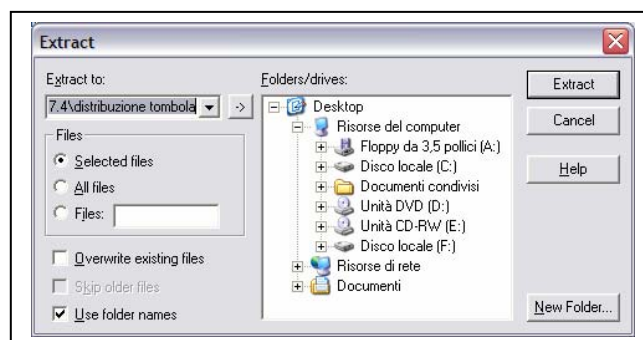 Extract
Extract to:
7.4\distribuzione tombola
->
Files
Selected files
All files
Files:
Overwrite existing files
Skip older files
Use folder names
Folders/drives:
Desktop
Risorse del computer
Floppy da 3,5 pollici (A:)
Disco locale (C:)
Documenti condivisi
Unità DVD (D:)
Unità CD-RW (E:)
Disco locale (F:)
Risorse di rete
Documenti
Extract
Cancel
Help
New Folder...